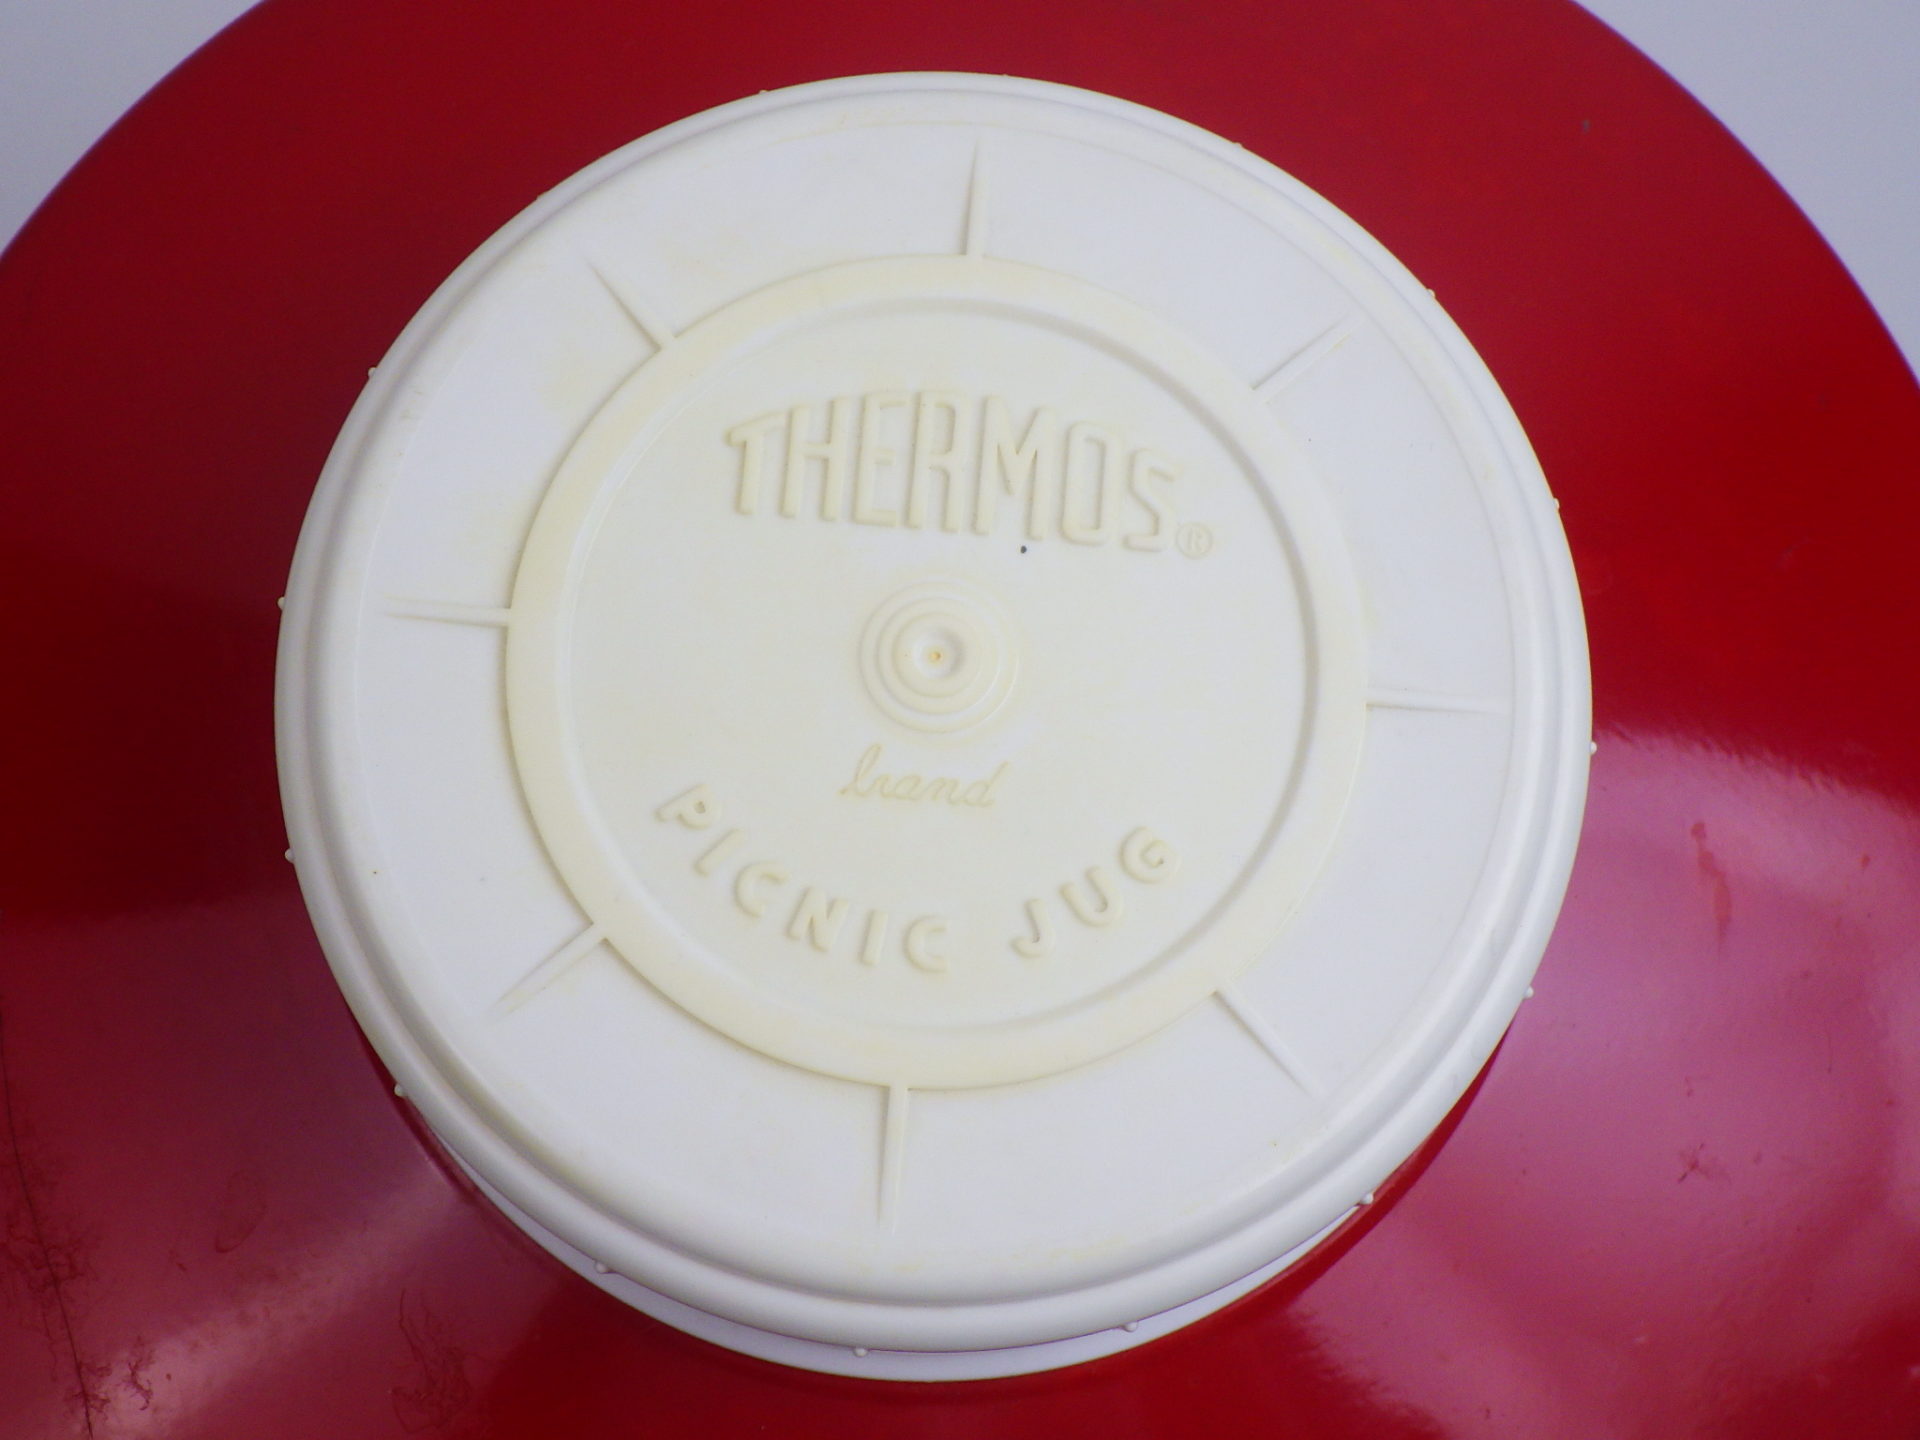 THERMOS®
brand
PICNIC JUG